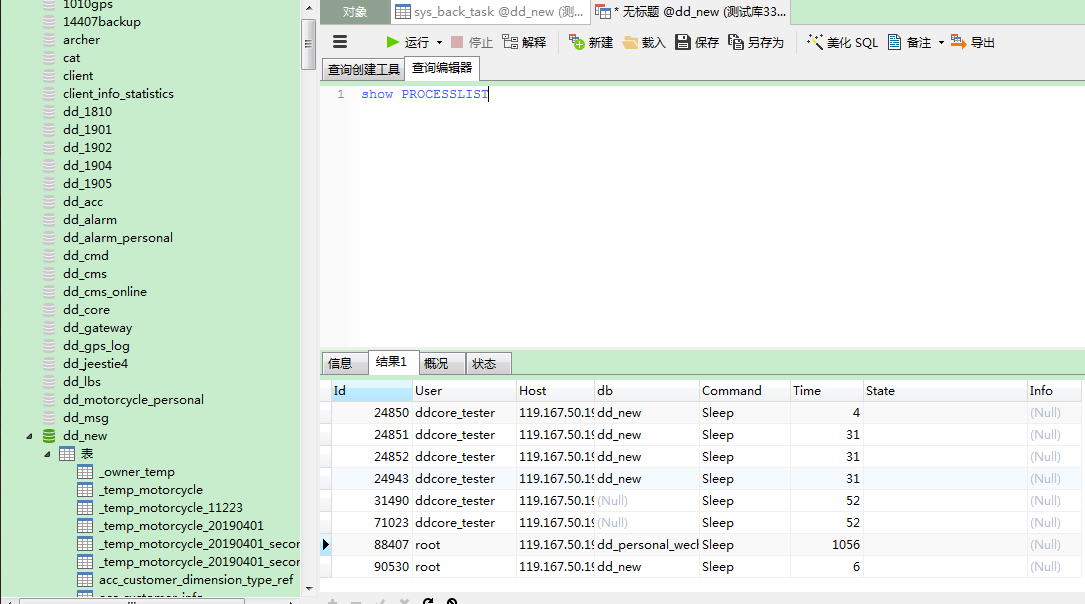 1010gps
14407backup
archer
cat
client
client_info_statistics
dd_1810
dd_1901
dd_1902
dd_1904
dd_1905
dd_acc
dd_alarm
dd_alarm_personal
dd_cmd
dd_cms
dd_cms_online
dd_core
dd_gateway
dd_gps_log
dd_jeestie4
dd_lbs
dd_motorcycle_personal
dd_msg
dd_new
表
_owner_temp
_temp_motorcycle
_temp_motorcycle_11223
_temp_motorcycle_20190401
_temp_motorcycle_20190401_secor
_temp_motorcycle_20190401_secor
acc_customer_dimension_type_ref
acc_customer_info
对象 sys_back_task @dd_new (测... * 无标题 @dd_new (测试库33...
运行 停止 解释 新建 载入 保存 另存为 美化 SQL 备注 导出
查询创建工具 查询编辑器
1 show PROCESSLIST
信息 结果1 概况 状态
Id User Host db Command Time State Info
24850 ddcore_tester 119.167.50.19 dd_new Sleep 4 (Null)
24851 ddcore_tester 119.167.50.19 dd_new Sleep 31 (Null)
24852 ddcore_tester 119.167.50.19 dd_new Sleep 31 (Null)
24943 ddcore_tester 119.167.50.19 dd_new Sleep 31 (Null)
31490 ddcore_tester 119.167.50.19 (Null) Sleep 52 (Null)
71023 ddcore_tester 119.167.50.19 (Null) Sleep 52 (Null)
88407 root 119.167.50.19 dd_personal_wecl Sleep 1056 (Null)
90530 root 119.167.50.19 dd_new Sleep 6 (Null)